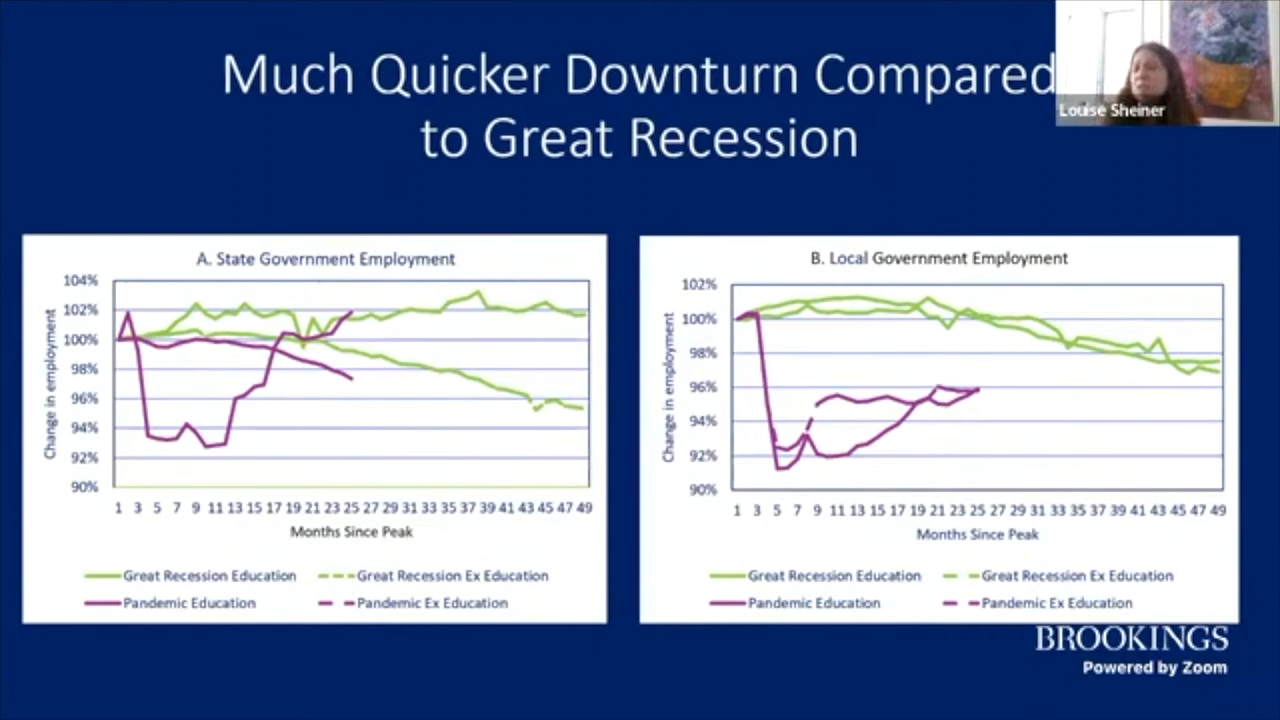 Much Quicker Downturn Compared
to Great Recession
Louise Sheiner
A. State Government Employment
Change in employment
104%
102%
100%
98%
96%
94%
92%
90%
1 3 5 7 9 11 13 15 17 19 21 23 25 27 29 31 33 35 37 39 41 43 45 47 49
Months Since Peak
Great Recession Education
Great Recession Ex Education
Pandemic Education
Pandemic Ex Education
B. Local Government Employment
Change in employment
102%
100%
98%
96%
94%
92%
90%
1 3 5 7 9 11 13 15 17 19 21 23 25 27 29 31 33 35 37 39 41 43 45 47 49
Months Since Peak
Great Recession Education
Great Recession Ex Education
Pandemic Education
Pandemic Ex Education
BROOKINGS
Powered by Zoom